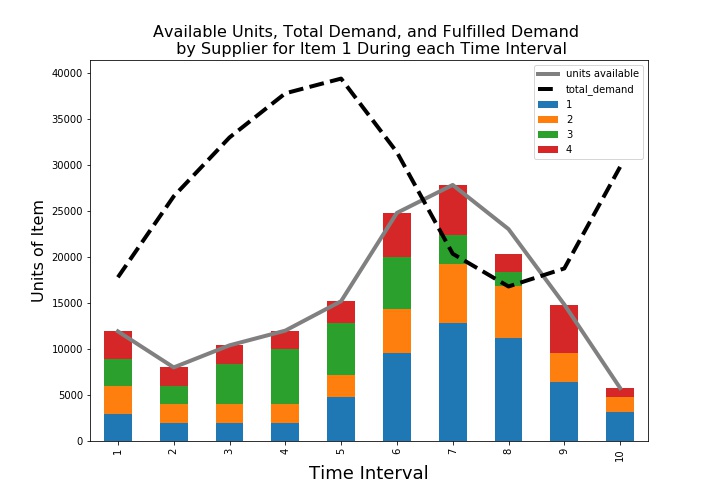 Available Units, Total Demand, and Fulfilled Demand
by Supplier for Item 1 During each Time Interval
units available
total_demand
1
2
3
4
Units of Item
40000
35000
30000
25000
20000
15000
10000
5000
0
1 2 3 4 5 6 7 8 9 10
Time Interval